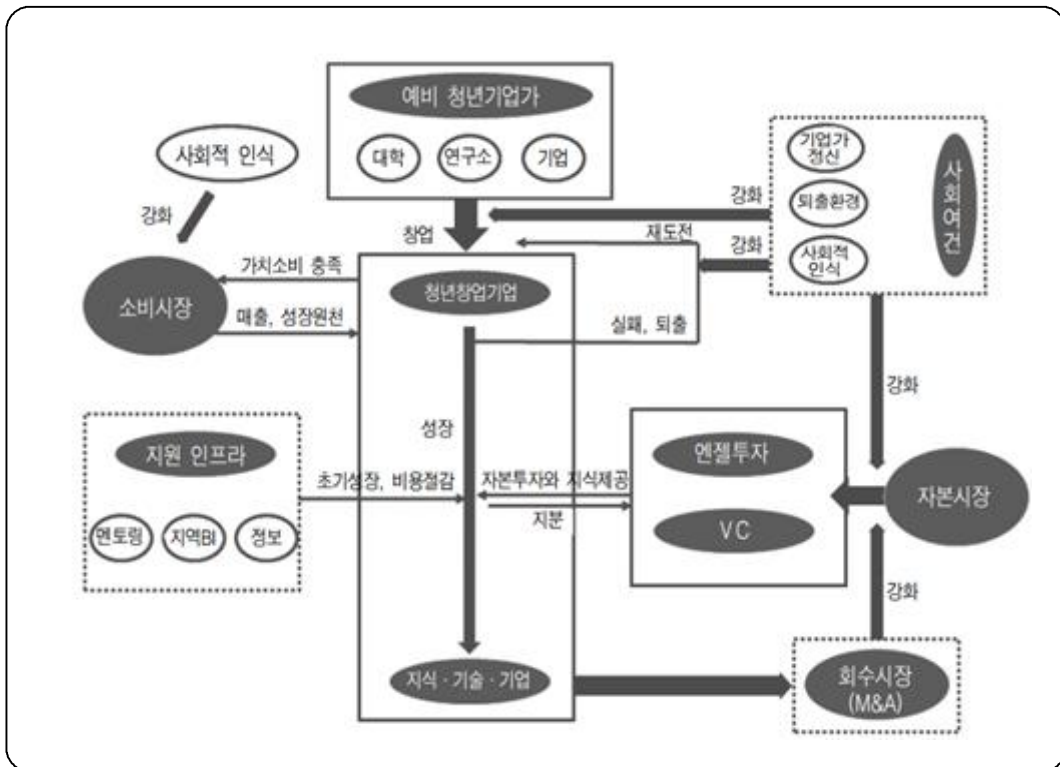 예비 청년기업가
대학
연구소
기업
사회적 인식
강화
창업
기업가
정신
퇴출환경
사회적
인식
사회여건
강화
재도전
강화
소비시장
가치소비 충족
매출, 성장원천
청년창업기업
실패, 퇴출
강화
성장
지원 인프라
멘토링
지역BI
정보
초기성장, 비용절감
자본투자와 지식제공
지분
엔젤투자
VC
자본시장
강화
지식·기술·기업
회수시장
(M&A)